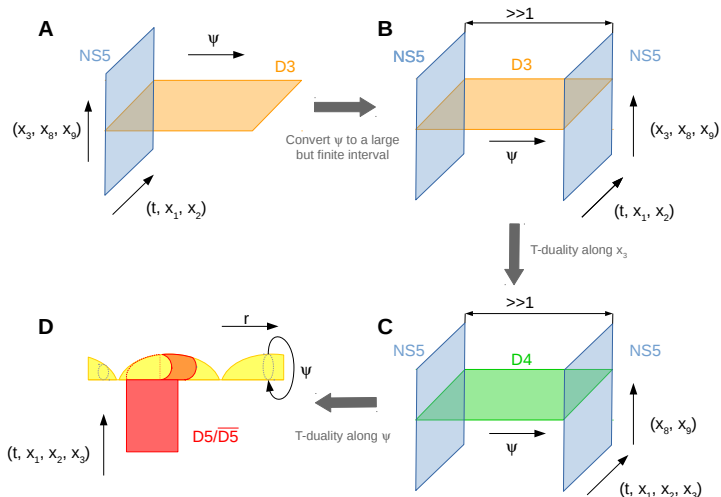 A
NS5
ψ
D3
(x₃, x₈, x₉)
(t, x₁, x₂)
Convert ψ to a large
but finite interval
B
>>1
NS5
D3
NS5
ψ
(x₃, x₈, x₉)
(t, x₁, x₂)
T-duality along x₃
C
>>1
NS5
D4
NS5
ψ
(x₈, x₉)
(t, x₁, x₂, x₃)
T-duality along ψ
D
r
ψ
D5/D̅5̅
(t, x₁, x₂, x₃)